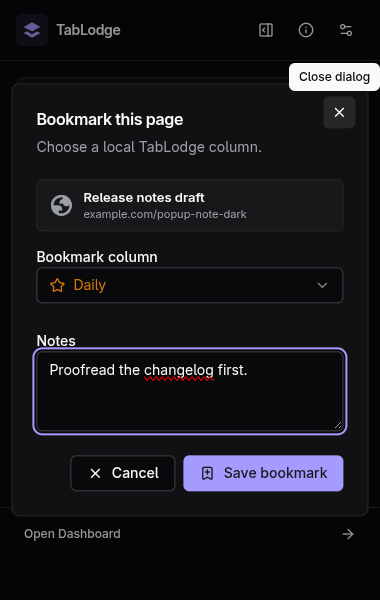 TabLodge
Close dialog
Bookmark this page
Choose a local TabLodge column.
Release notes draft
example.com/popup-note-dark
Bookmark column
Daily
Notes
Proofread the changelog first.
Cancel
Save bookmark
Open Dashboard